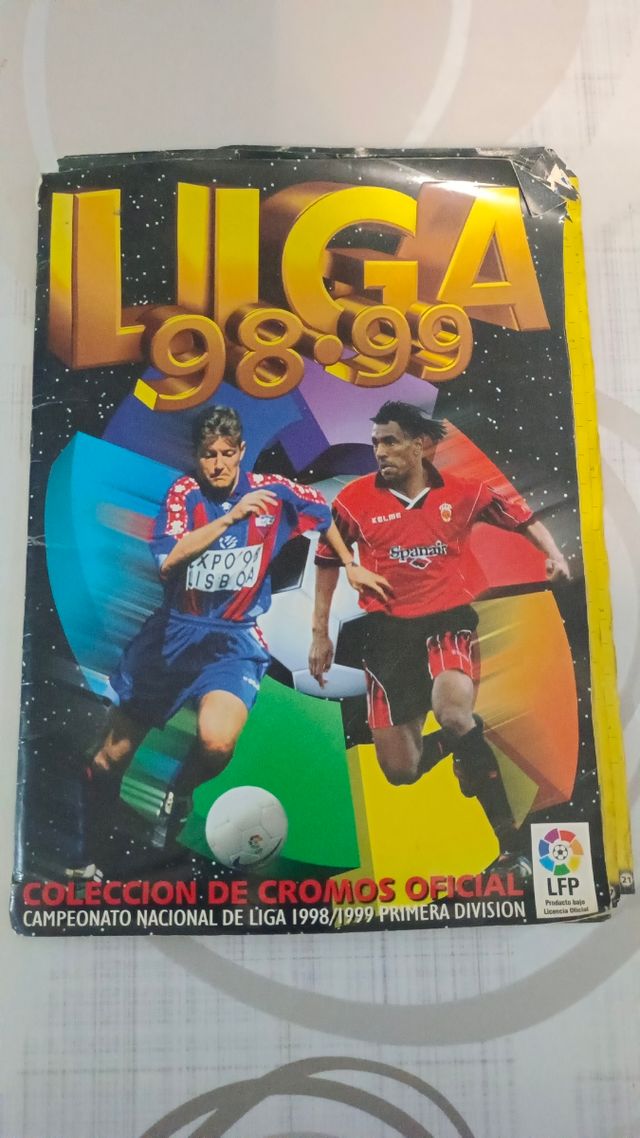 LIGA
98·99
KELME
Spanair
EXPO'98
LISBOA
COLECCION DE CROMOS OFICIAL
CAMPEONATO NACIONAL DE LIGA 1998/1999 PRIMERA DIVISION
LFP
Producto bajo
Licencia Oficial
21